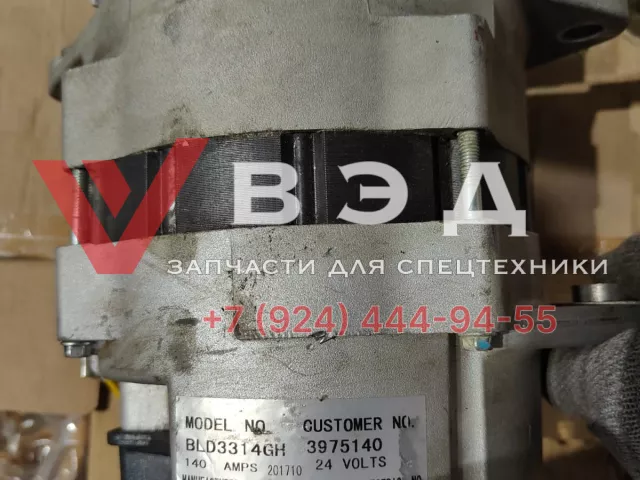 ВЭД
ЗАПЧАСТИ ДЛЯ СПЕЦТЕХНИКИ
+7 (924) 444-94-55
MODEL NO. CUSTOMER NO.
BLD3314GH 3975140
140 AMPS 201710 24 VOLTS